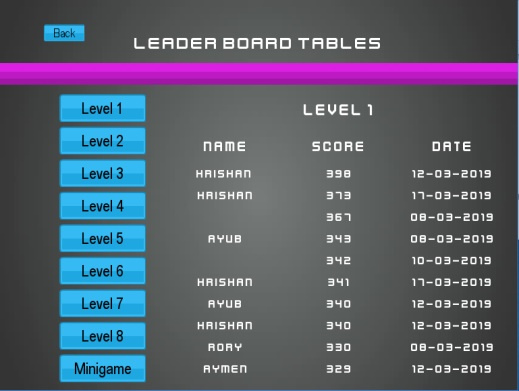 Back
LEADER BOARD TABLES
Level 1
Level 2
Level 3
Level 4
Level 5
Level 6
Level 7
Level 8
Minigame
LEVEL 1
NAME SCORE DATE
KRISHAN 398 12-03-2019
KRISHAN 373 17-03-2019
367 08-03-2019
AYUB 343 08-03-2019
342 10-03-2019
KRISHAN 341 17-03-2019
AYUB 340 12-03-2019
KRISHAN 340 12-03-2019
RORY 330 08-03-2019
AYMEN 329 12-03-2019